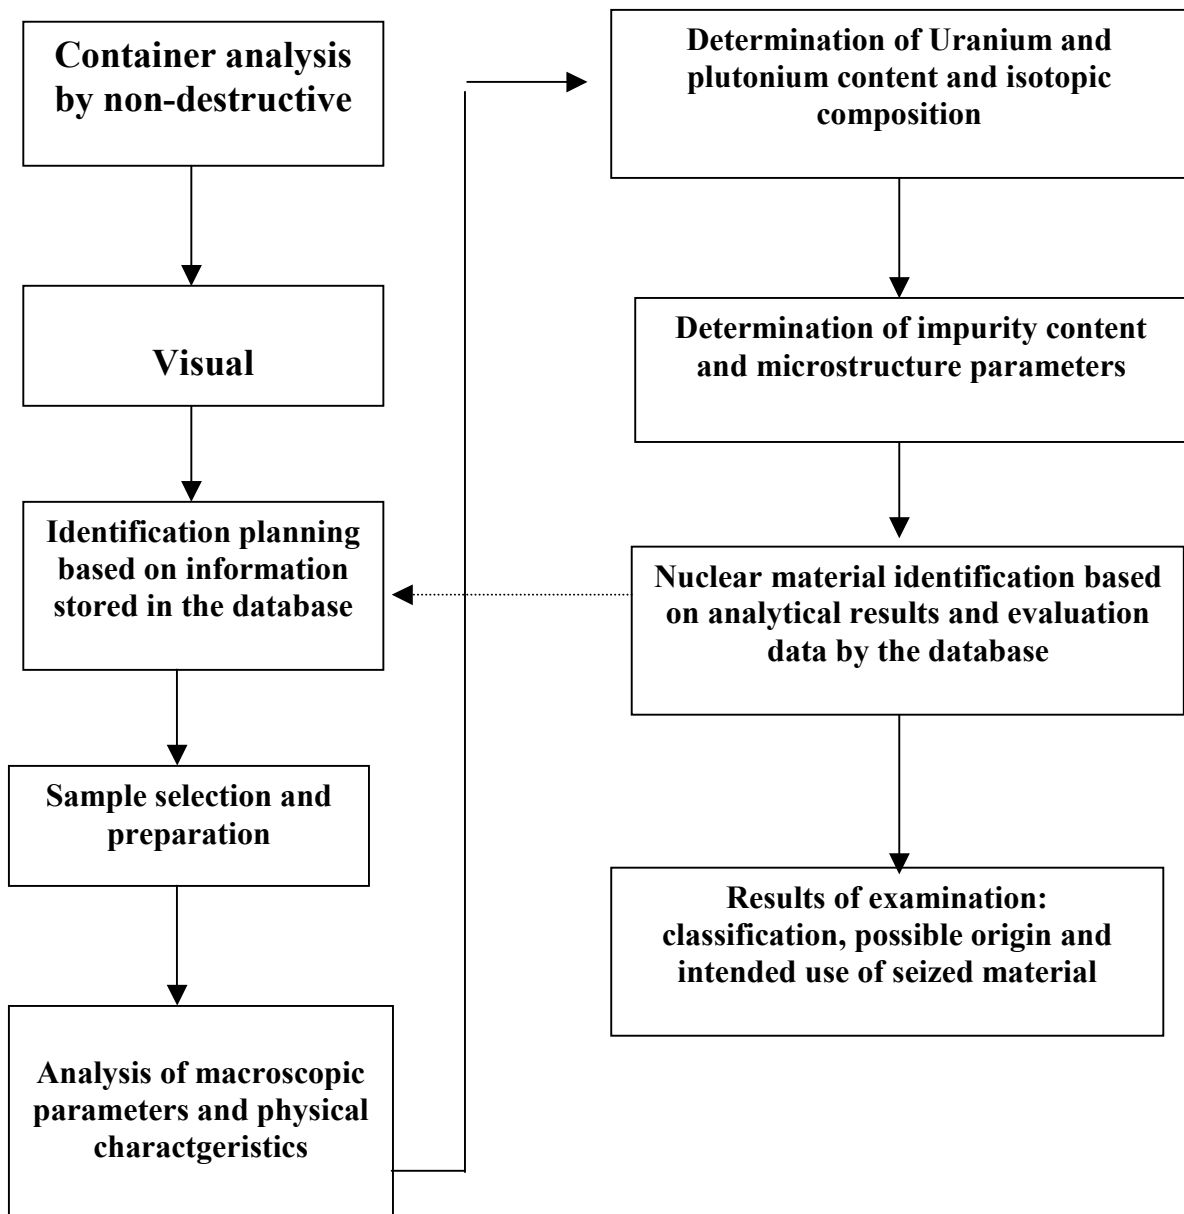 Container analysis
by non-destructive
Visual
Identification planning
based on information
stored in the database
Sample selection and
preparation
Analysis of macroscopic
parameters and physical
charactgeristics
Determination of Uranium and
plutonium content and isotopic
composition
Determination of impurity content
and microstructure parameters
Nuclear material identification based
on analytical results and evaluation
data by the database
Results of examination:
classification, possible origin and
intended use of seized material